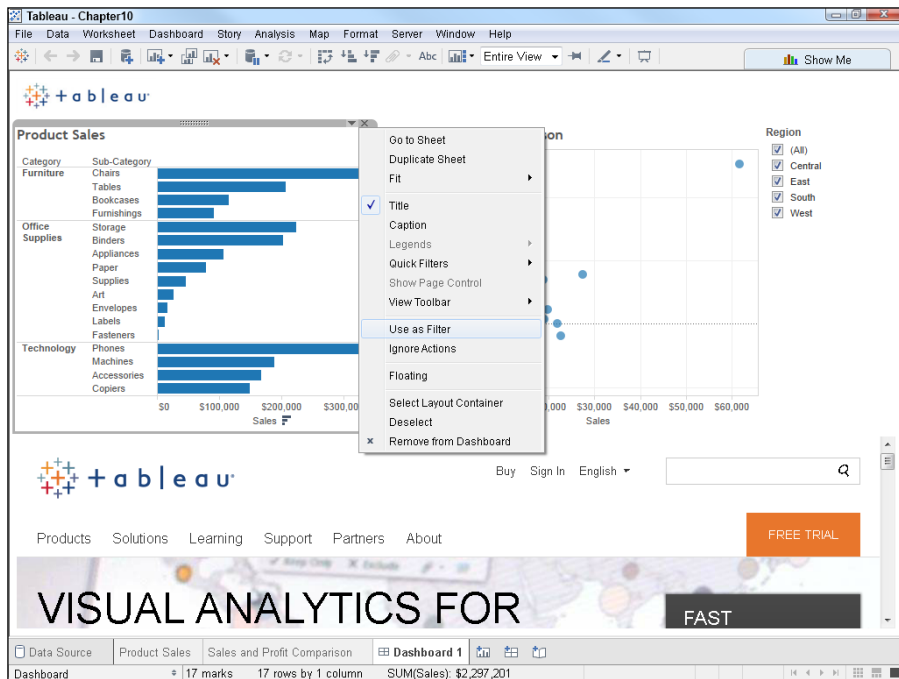 Tableau - Chapter10
File Data Worksheet Dashboard Story Analysis Map Format Server Window Help
Abc Entire View Show Me
+ a b l e a u
Product Sales
Category Sub-Category
Furniture Chairs
Tables
Bookcases
Furnishings
Office Supplies Storage
Binders
Appliances
Paper
Supplies
Art
Envelopes
Labels
Fasteners
Technology Phones
Machines
Accessories
Copiers
$0 $100,000 $200,000 $300,00
Sales
Go to Sheet
Duplicate Sheet
Fit
Title
Caption
Legends
Quick Filters
Show Page Control
View Toolbar
Use as Filter
Ignore Actions
Floating
Select Layout Container
Deselect
Remove from Dashboard
son
,000 $30,000 $40,000 $50,000 $60,000
Sales
Region
(All)
Central
East
South
West
+ a b l e a u
Buy Sign In English
Products Solutions Learning Support Partners About
FREE TRIAL
Keep Only Exclude
VISUAL ANALYTICS FOR
FAST
Data Source Product Sales Sales and Profit Comparison Dashboard 1
Dashboard 17 marks 17 rows by 1 column SUM(Sales): $2,297,201